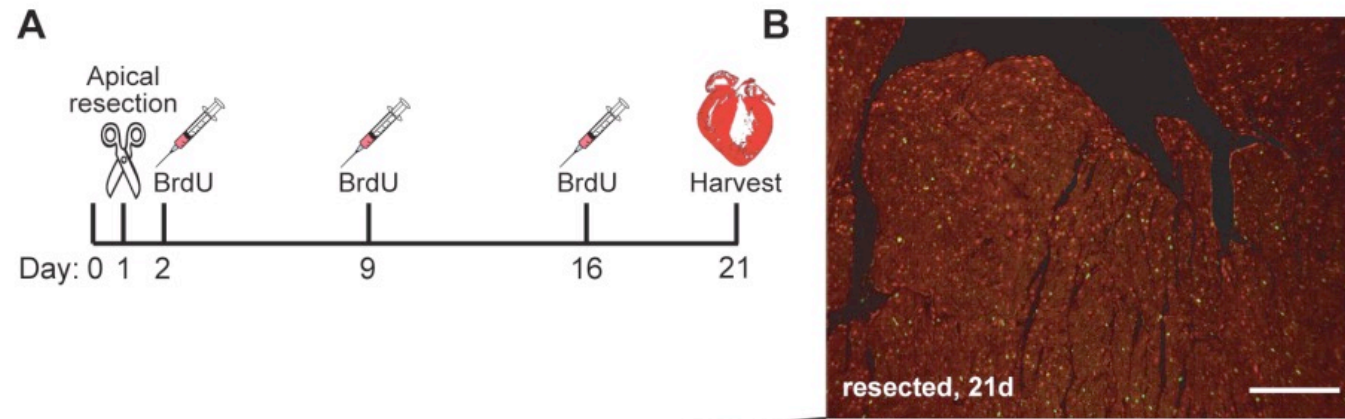 A
Apical
resection
BrdU
BrdU
BrdU
Harvest
Day: 0 1 2 9 16 21
B
resected, 21d